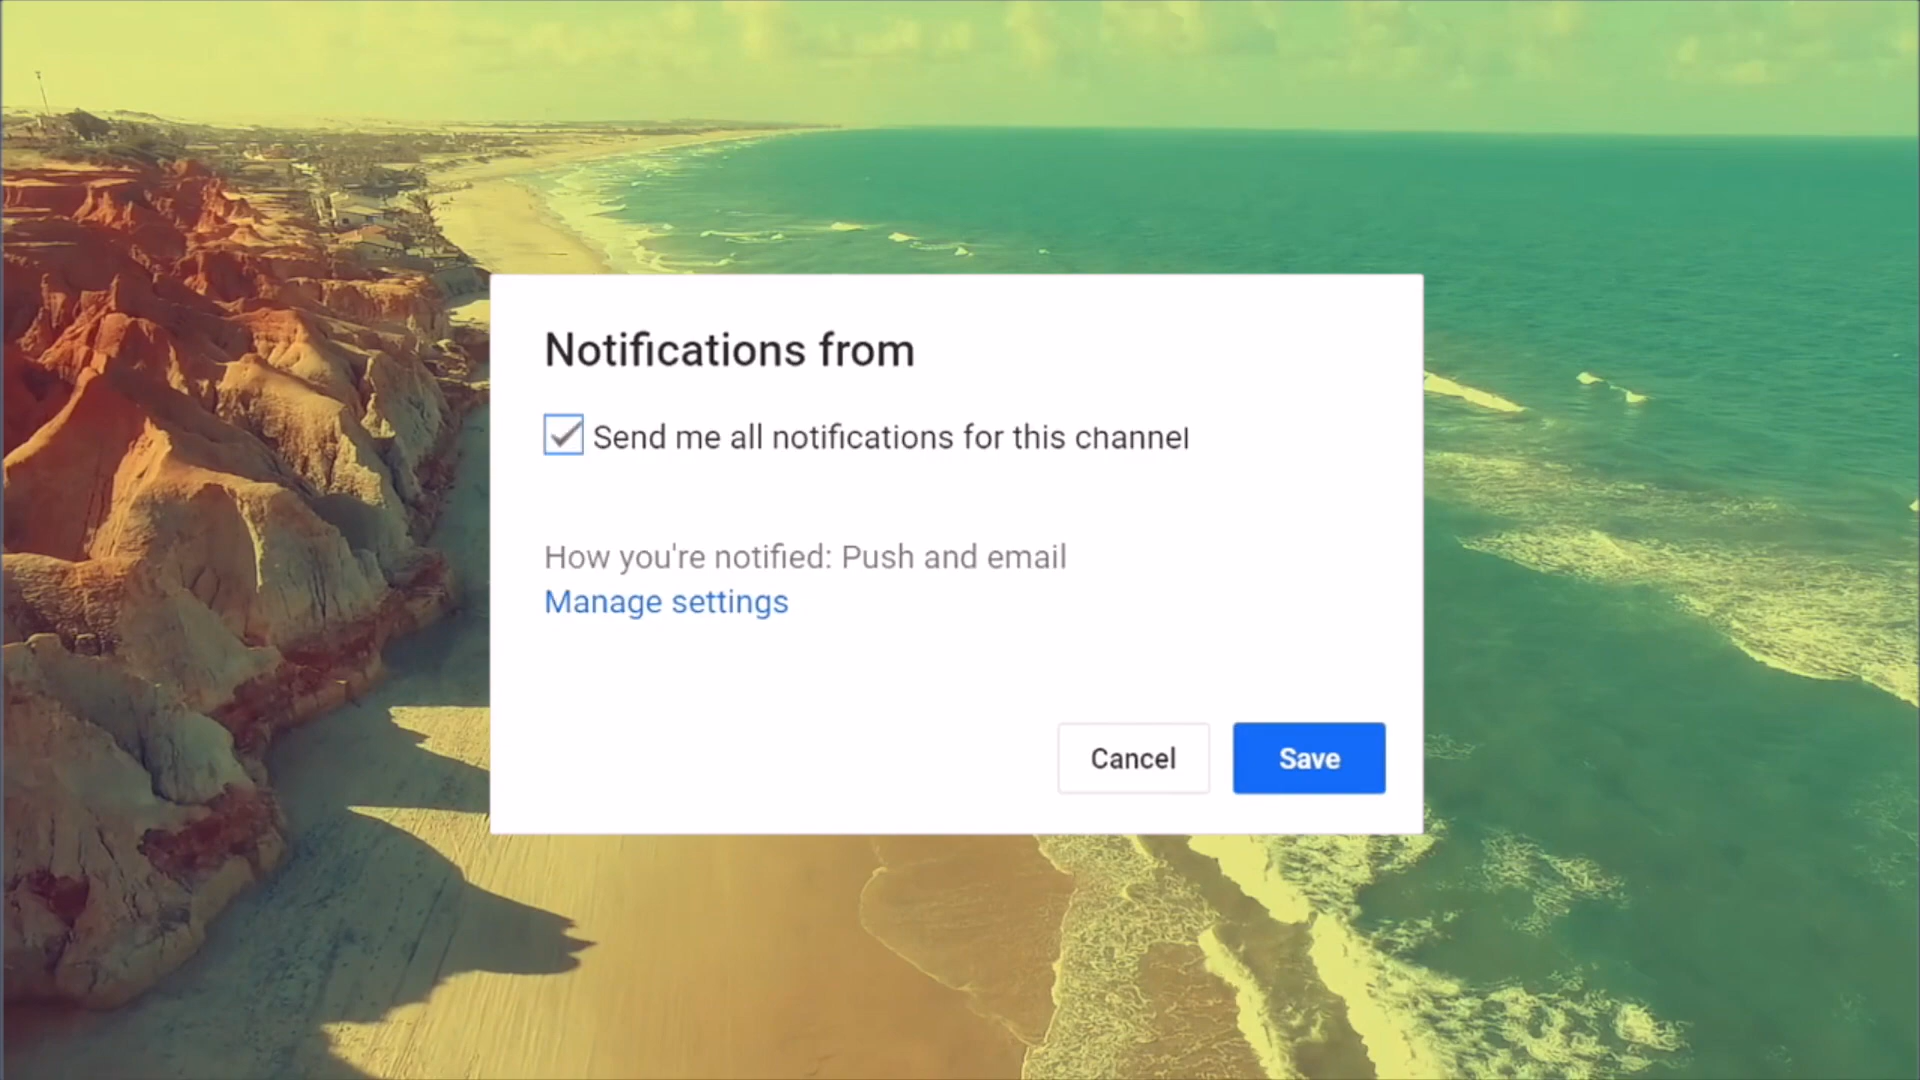 Notifications from
Send me all notifications for this channel
How you're notified: Push and email
Manage settings
Cancel
Save